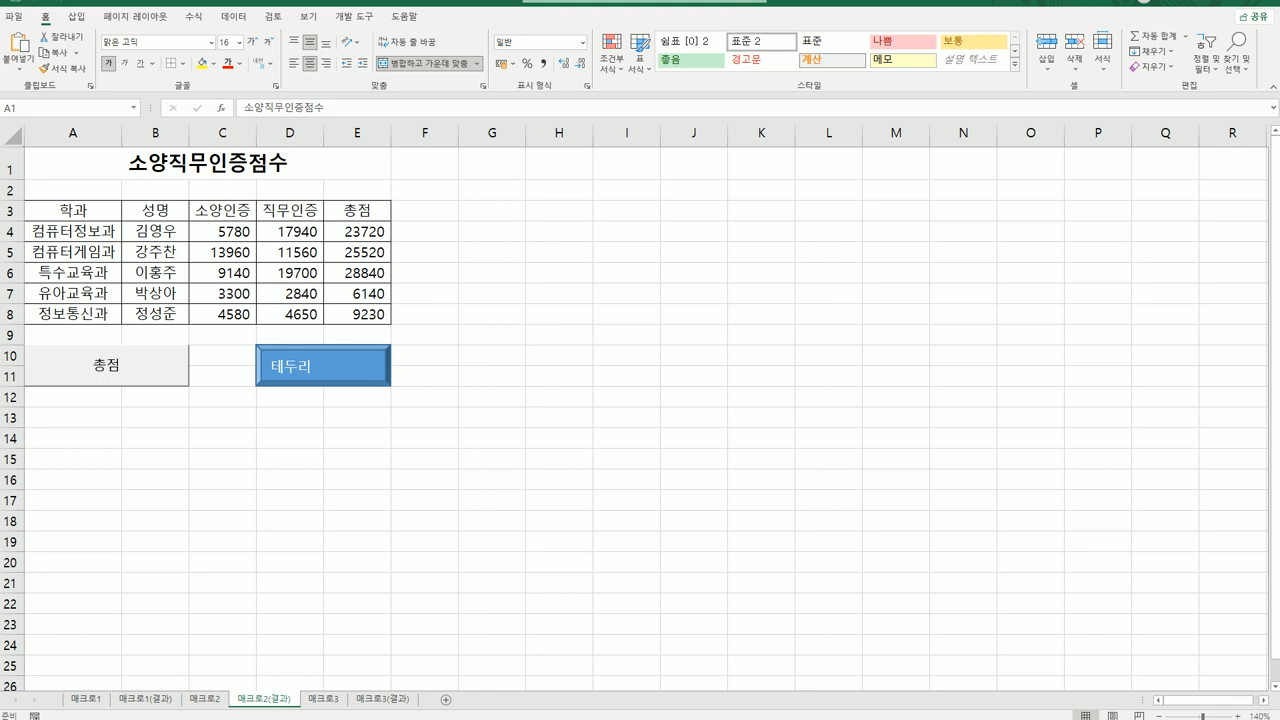 파일 홈 삽입 페이지 레이아웃 수식 데이터 검토 보기 개발 도구 도움말 공유
붙여넣기 잘라내기 복사 서식 복사 클립보드
맑은 고딕 16 가 가 가 가 내천 글꼴
자동 줄 바꿈 병합하고 가운데 맞춤 맞춤
일반 % 표시 형식
조건부 서식 표 서식
쉼표 [0] 2 표준 2 표준 나쁨 보통
좋음 경고문 계산 메모 설명 텍스트
스타일
삽입 삭제 서식 셀
자동 합계 채우기 지우기 정렬 및 필터 찾기 및 선택 편집
A1 fx 소양직무인증점수
A B C D E F G H I J K L M N O P Q R
1 소양직무인증점수
2
3 학과 성명 소양인증 직무인증 총점
4 컴퓨터정보과 김영우 5780 17940 23720
5 컴퓨터게임과 강주찬 13960 11560 25520
6 특수교육과 이홍주 9140 19700 28840
7 유아교육과 박상아 3300 2840 6140
8 정보통신과 정성준 4580 4650 9230
9
10 총점 테두리
11
12
13
14
15
16
17
18
19
20
21
22
23
24
25
26
매크로1 매크로1(결과) 매크로2 매크로2(결과) 매크로3 매크로3(결과)
준비 140%